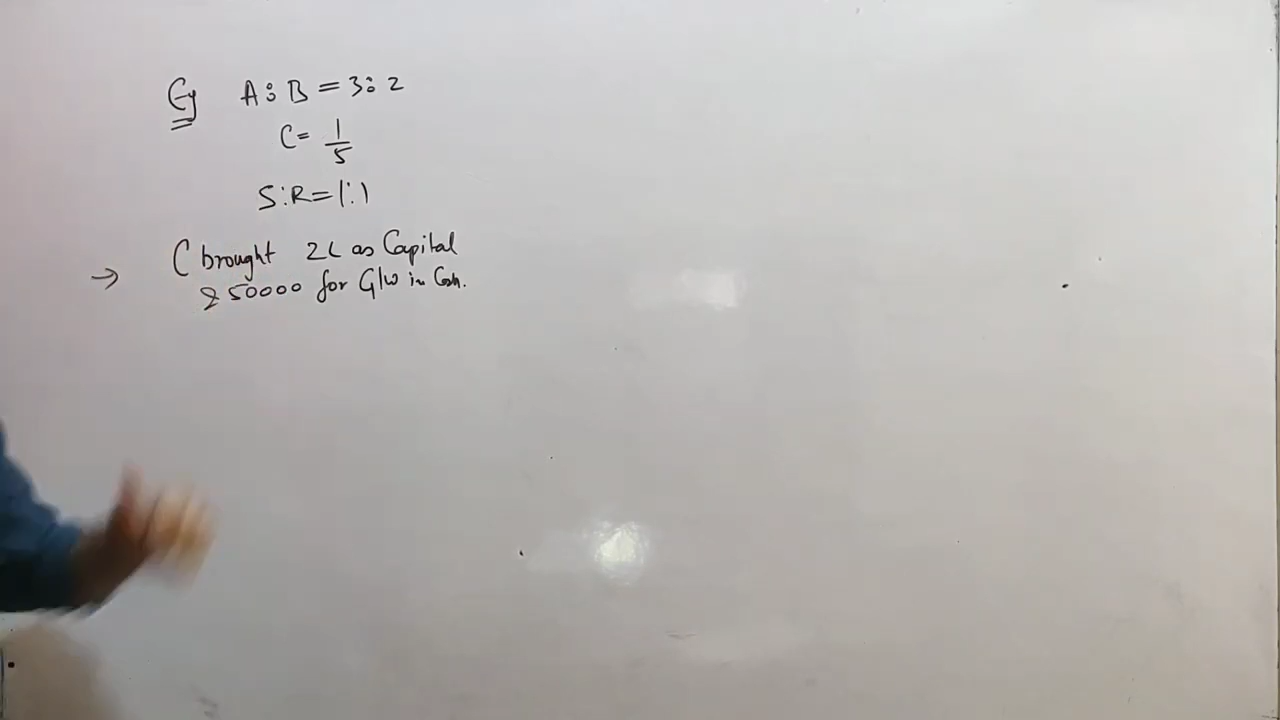 Eg A : B = 3 : 2
C = 1/5
S : R = 1 : 1
→ C brought 2L as Capital
& 50000 for G/W in Cash.